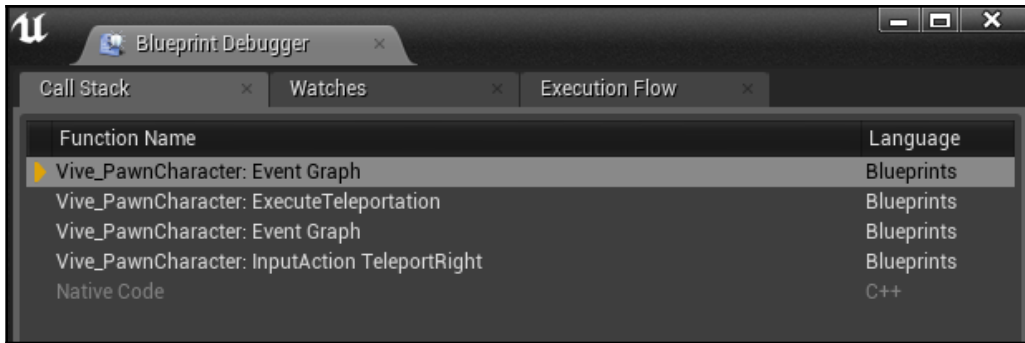 Blueprint Debugger
Call Stack Watches Execution Flow
Function Name Language
Vive_PawnCharacter: Event Graph Blueprints
Vive_PawnCharacter: ExecuteTeleportation Blueprints
Vive_PawnCharacter: Event Graph Blueprints
Vive_PawnCharacter: InputAction TeleportRight Blueprints
Native Code C++